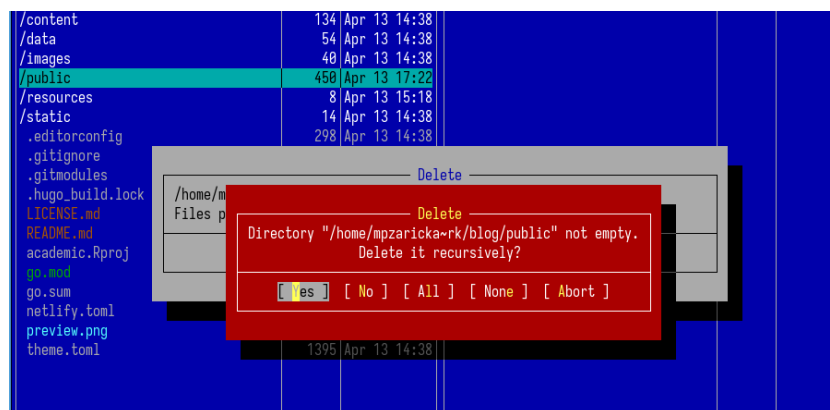 /content 134 Apr 13 14:38
/data 54 Apr 13 14:38
/images 40 Apr 13 14:38
/public 450 Apr 13 17:22
/resources 8 Apr 13 15:18
/static 14 Apr 13 14:38
.editorconfig 298 Apr 13 14:38
.gitignore
.gitmodules
Delete
.hugo_build.lock
/home/m
LICENSE.md
Files p
Delete
README.md
Directory "/home/mpzaricka~rk/blog/public" not empty.
academic.Rproj
Delete it recursively?
go.mod
go.sum
[ Yes ] [ No ] [ All ] [ None ] [ Abort ]
netlify.toml
preview.png
theme.toml 1395 Apr 13 14:38